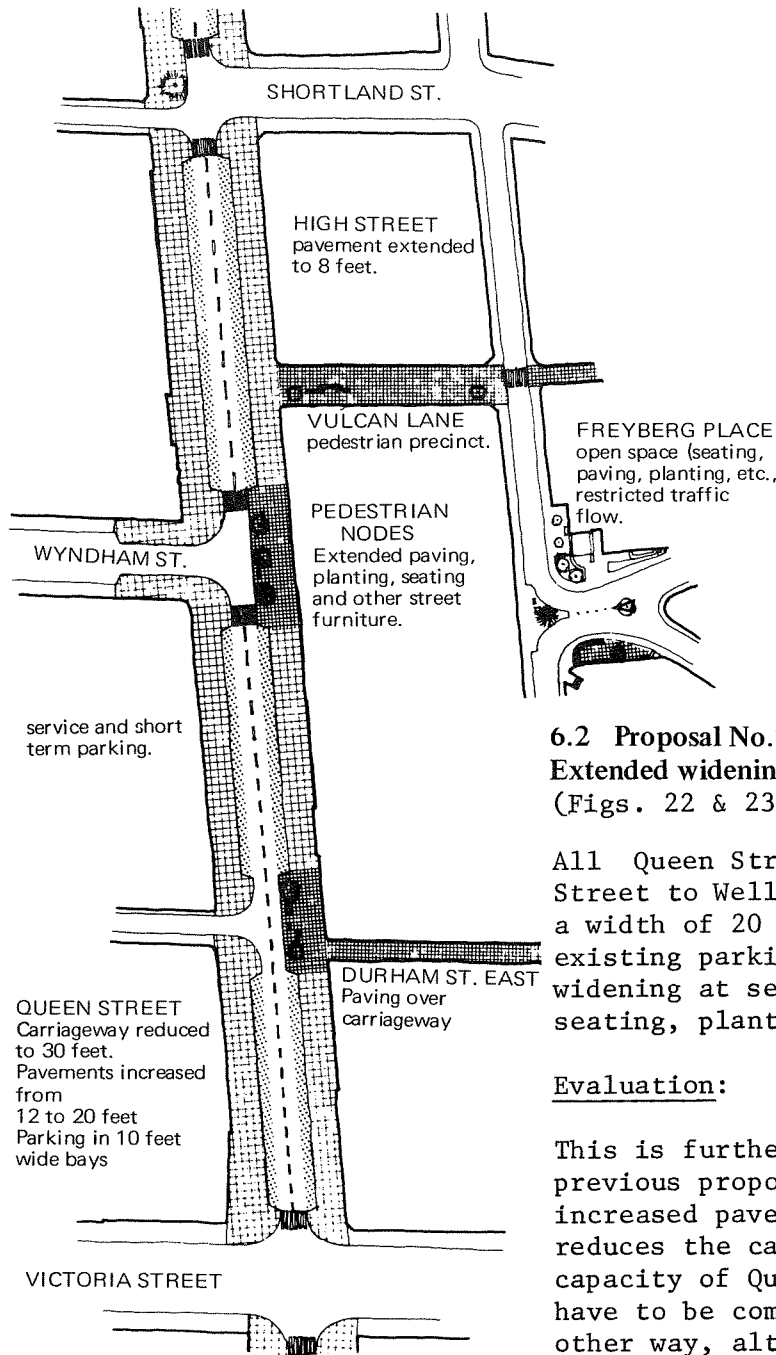 SHORTLAND ST.
HIGH STREET
pavement extended
to 8 feet.
VULCAN LANE
pedestrian precinct.
FREYBERG PLACE
open space (seating,
paving, planting, etc.,
restricted traffic
flow.
PEDESTRIAN
NODES
Extended paving,
planting, seating
and other street
furniture.
WYNDHAM ST.
service and short
term parking.
DURHAM ST. EAST
Paving over
carriageway
QUEEN STREET
Carriageway reduced
to 30 feet.
Pavements increased
from
12 to 20 feet
Parking in 10 feet
wide bays
VICTORIA STREET
6.2 Proposal No.
Extended widenin
(Figs. 22 & 23
All Queen Str
Street to Well
a width of 20
existing parki
widening at se
seating, plant
Evaluation:
This is furthe
previous propo
increased pave
reduces the ca
capacity of Qu
have to be com
other way, alt